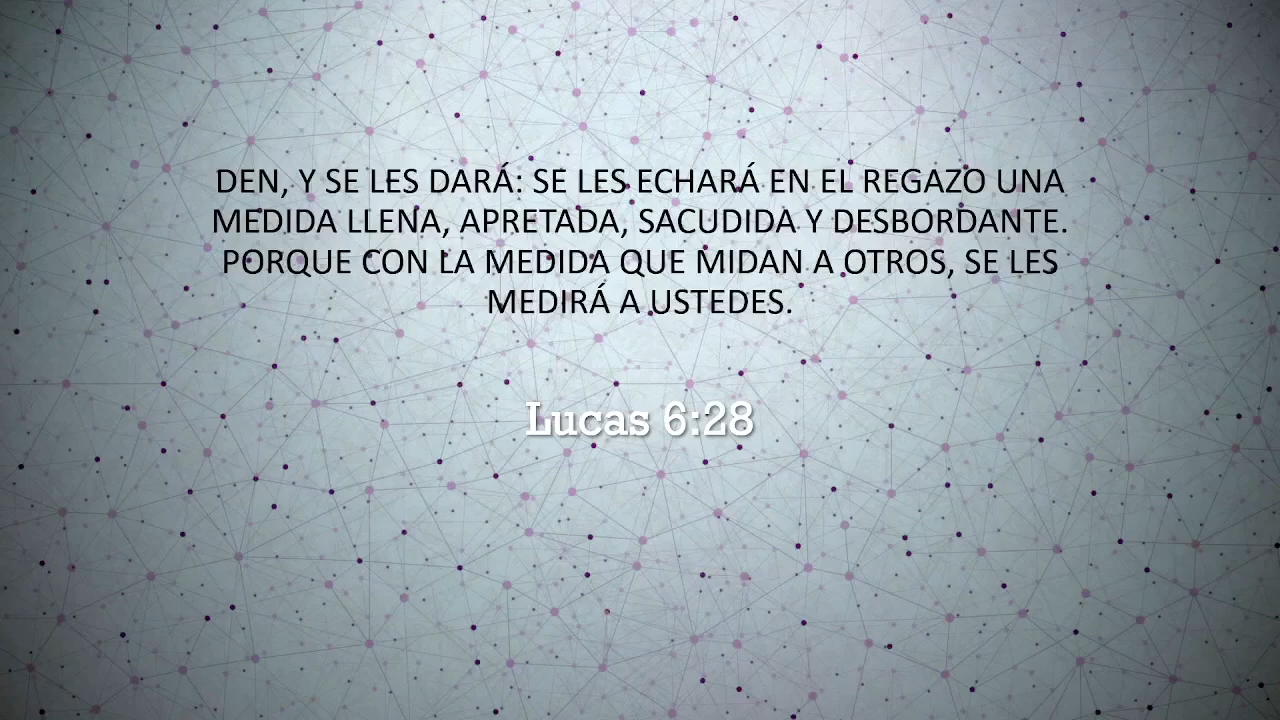 DEN, Y SE LES DARÁ: SE LES ECHARÁ EN EL REGAZO UNA
MEDIDA LLENA, APRETADA, SACUDIDA Y DESBORDANTE.
PORQUE CON LA MEDIDA QUE MIDAN A OTROS, SE LES
MEDIRÁ A USTEDES.
Lucas 6:28